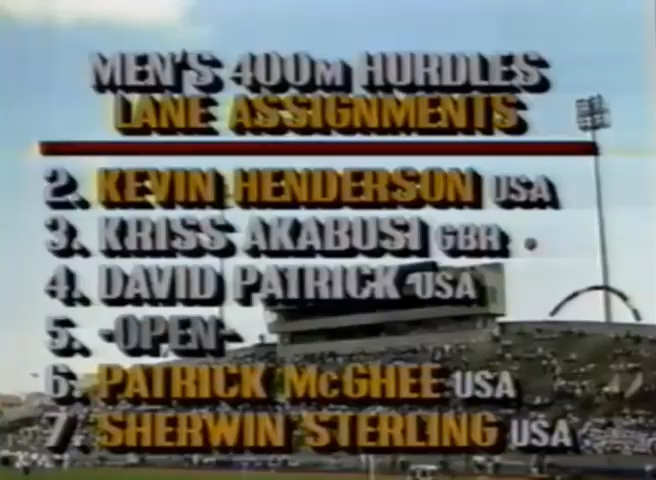 MEN'S 400M HURDLES
LANE ASSIGNMENTS
2. KEVIN HENDERSON USA
3. KRISS AKABUSI GBR
4. DAVID PATRICK USA
5. -OPEN-
6. PATRICK McGHEE USA
7. SHERWIN STERLING USA